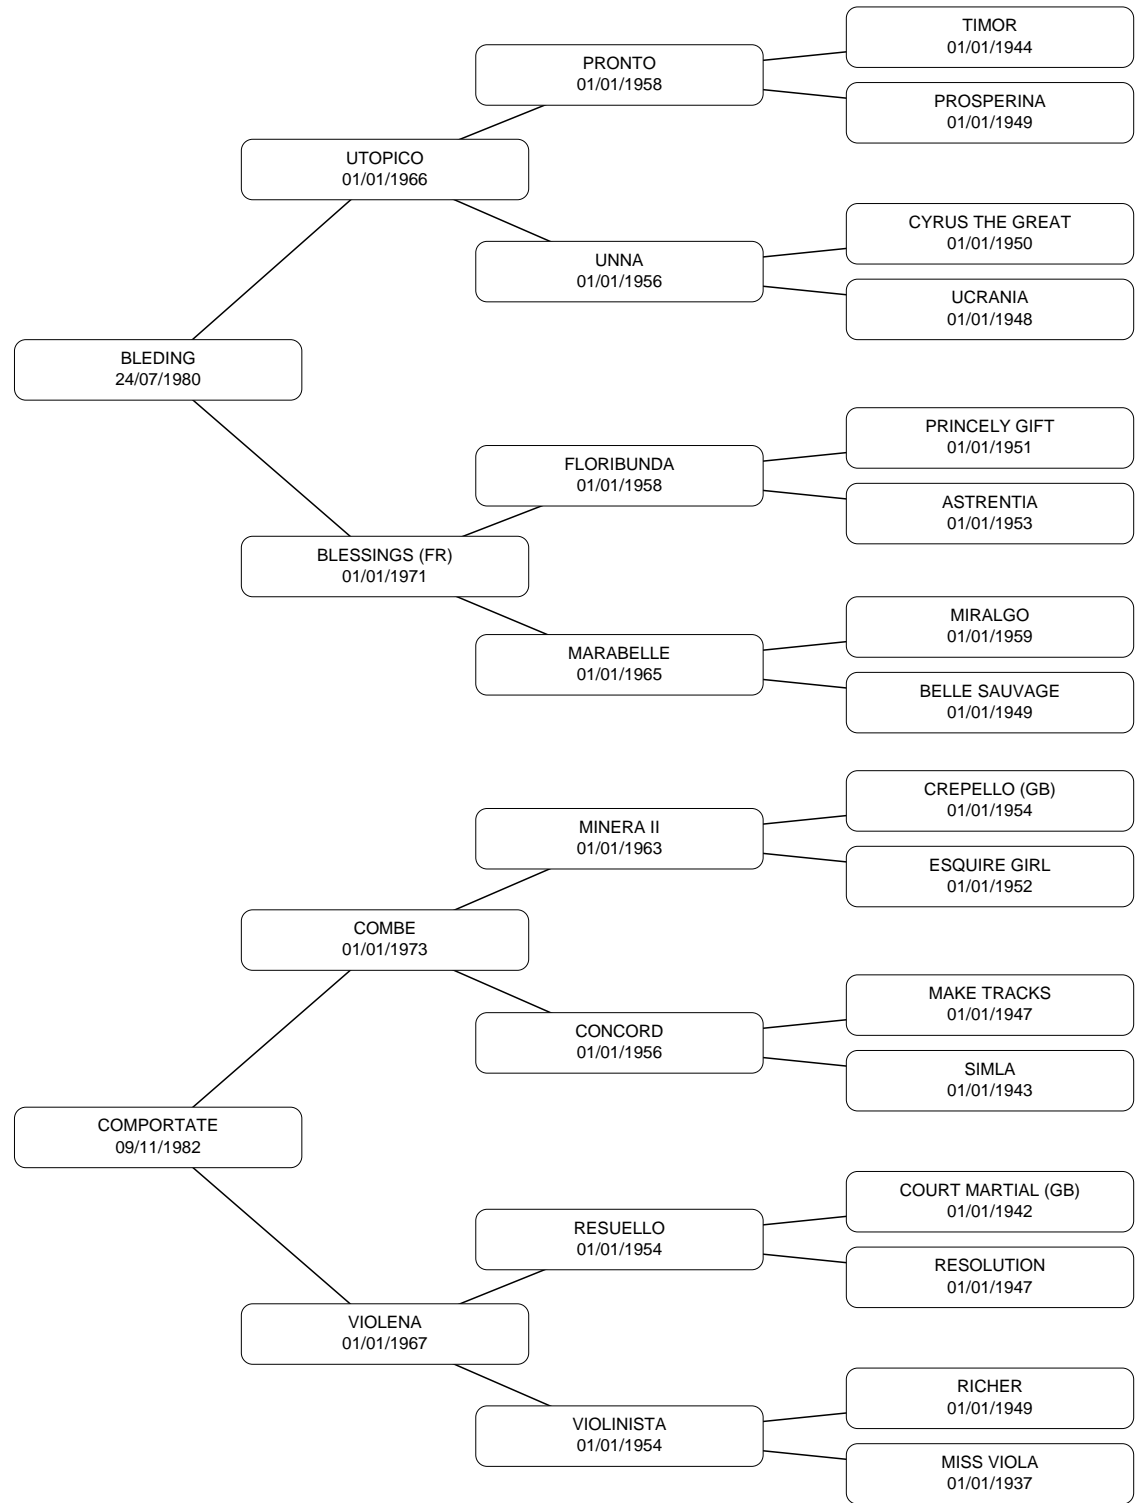 TIMOR
01/01/1944
PRONTO
01/01/1958
PROSPERINA
01/01/1949
UTOPICO
01/01/1966
CYRUS THE GREAT
01/01/1950
UNNA
01/01/1956
UCRANIA
01/01/1948
BLEDING
24/07/1980
PRINCELY GIFT
01/01/1951
FLORIBUNDA
01/01/1958
ASTRENTIA
01/01/1953
BLESSINGS (FR)
01/01/1971
MIRALGO
01/01/1959
MARABELLE
01/01/1965
BELLE SAUVAGE
01/01/1949
CREPELLO (GB)
01/01/1954
MINERA II
01/01/1963
ESQUIRE GIRL
01/01/1952
COMBE
01/01/1973
MAKE TRACKS
01/01/1947
CONCORD
01/01/1956
SIMLA
01/01/1943
COMPORTATE
09/11/1982
COURT MARTIAL (GB)
01/01/1942
RESUELLO
01/01/1954
RESOLUTION
01/01/1947
VIOLENA
01/01/1967
RICHER
01/01/1949
VIOLINISTA
01/01/1954
MISS VIOLA
01/01/1937